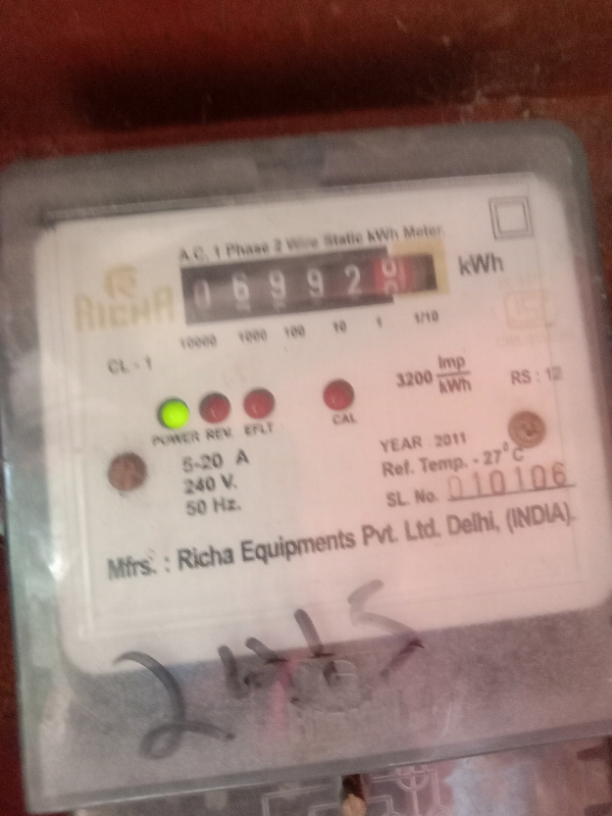 A.C. 1 Phase 2 Wire Static kWh Meter.
RICHA
06992 kWh
10000 1000 100 10 1 1/10
CL - 1
3200 Imp/kWh
RS : 12
POWER REV. EFLT CAL
5-20 A
240 V.
50 Hz.
YEAR 2011
Ref. Temp. - 27°C
SL. No. 010106
Mfrs. : Richa Equipments Pvt. Ltd. Delhi, (INDIA).